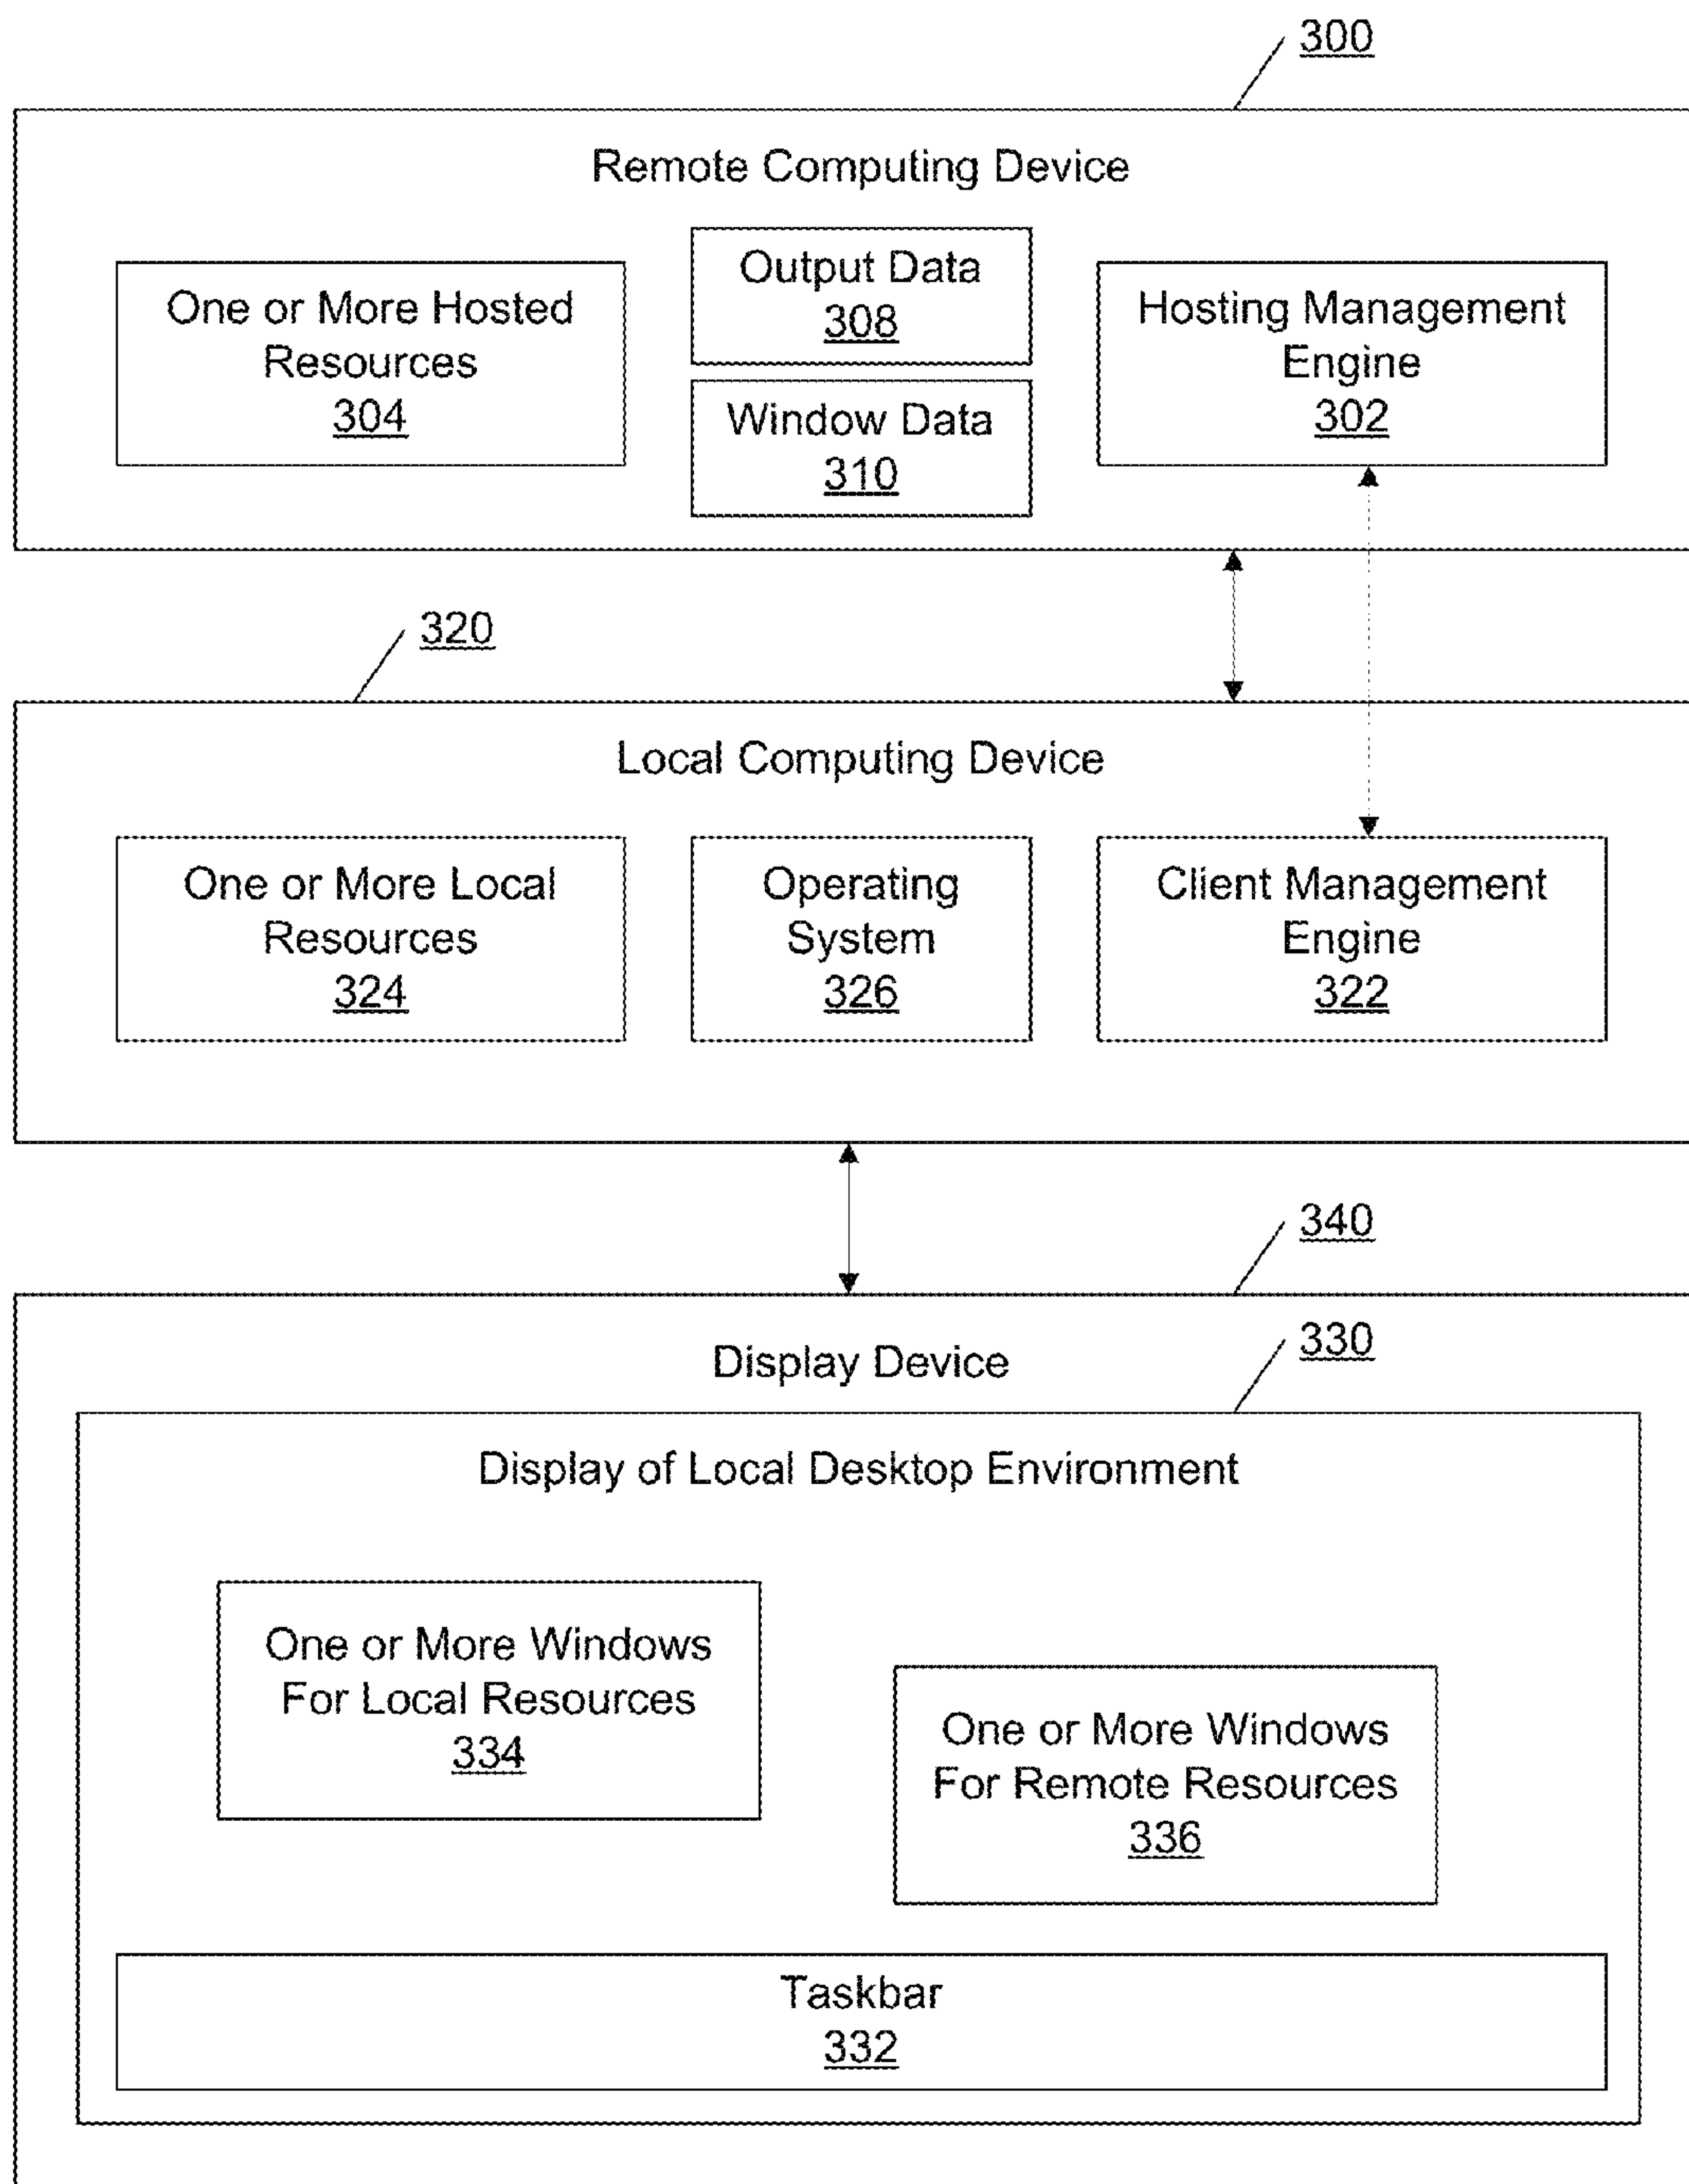 300
Remote Computing Device
One or More Hosted
Resources
304
Output Data
308
Window Data
310
Hosting Management
Engine
302
320
Local Computing Device
One or More Local
Resources
324
Operating
System
326
Client Management
Engine
322
340
Display Device
330
Display of Local Desktop Environment
One or More Windows
For Local Resources
334
One or More Windows
For Remote Resources
336
Taskbar
332